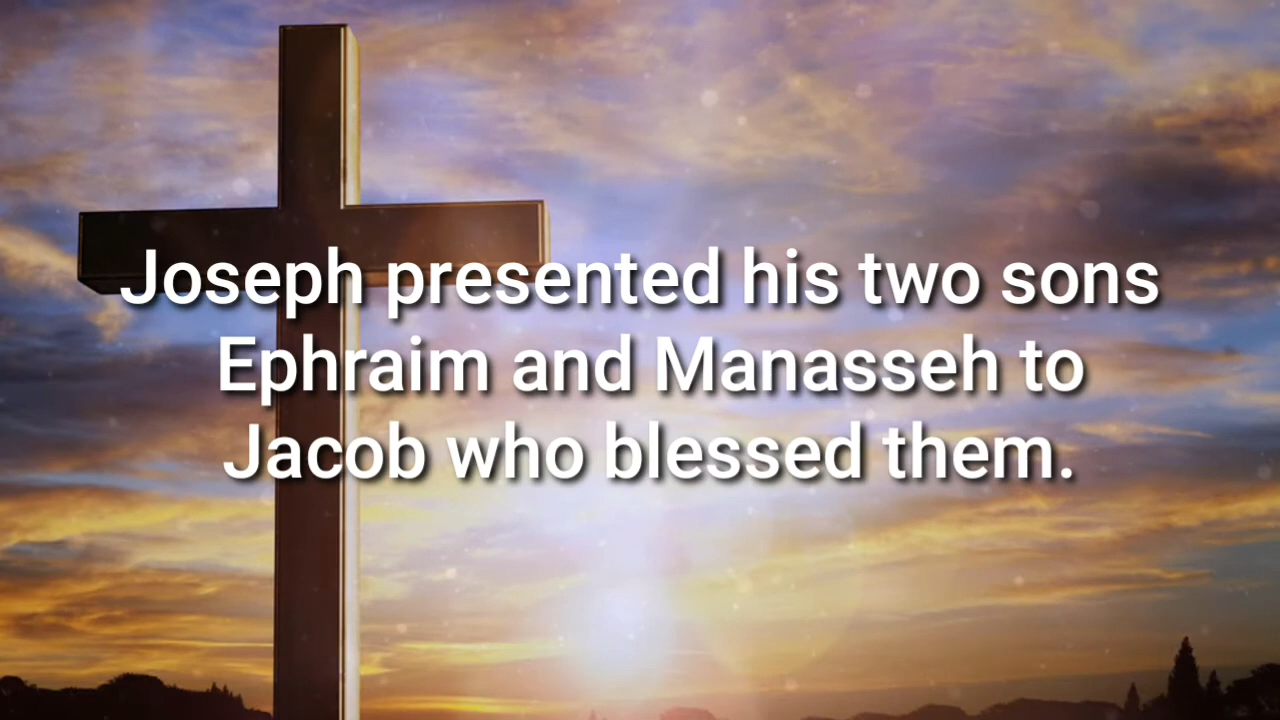 Joseph presented his two sons
Ephraim and Manasseh to
Jacob who blessed them.